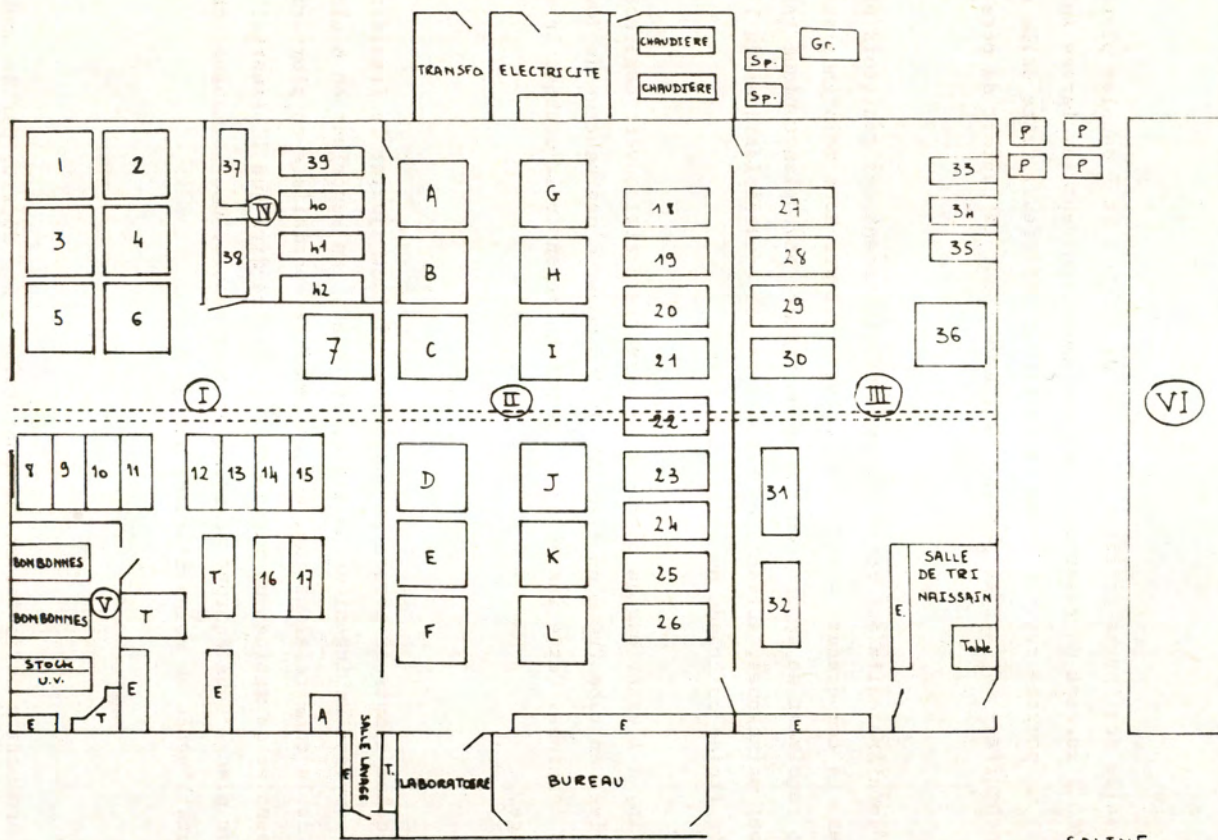 TRANSFO ELECTRICITE CHAUDIERE Sp. Gr.
CHAUDIERE Sp.
P P
P P
1 2 37 39 A G 18 27 33
IV 40 34
3 4 38 41 B H 19 28 35
42
5 6 7 C I 20 29 36
21 30
I II 22 III VI
8 9 10 11 12 13 14 15 D J 23 31
24
BONBONNES T 16 17 E K 25 32 E. SALLE
DE TRI
NAISSAIN
BONBONNES V T F L 26 Table
STOCK
U.V. E E
E T A E E
E SALLE LAVAGE T. LABORATOIRE BUREAU